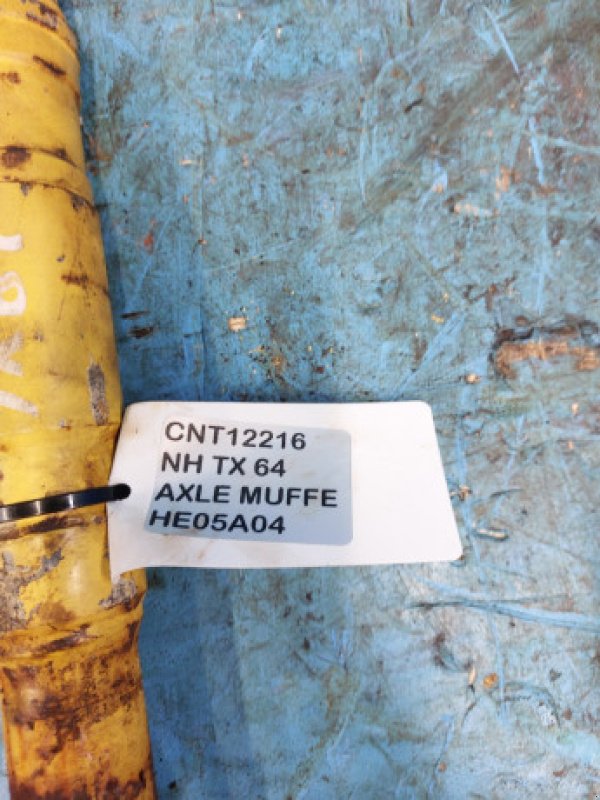 CNT12216
NH TX 64
AXLE MUFFE
HE05A04